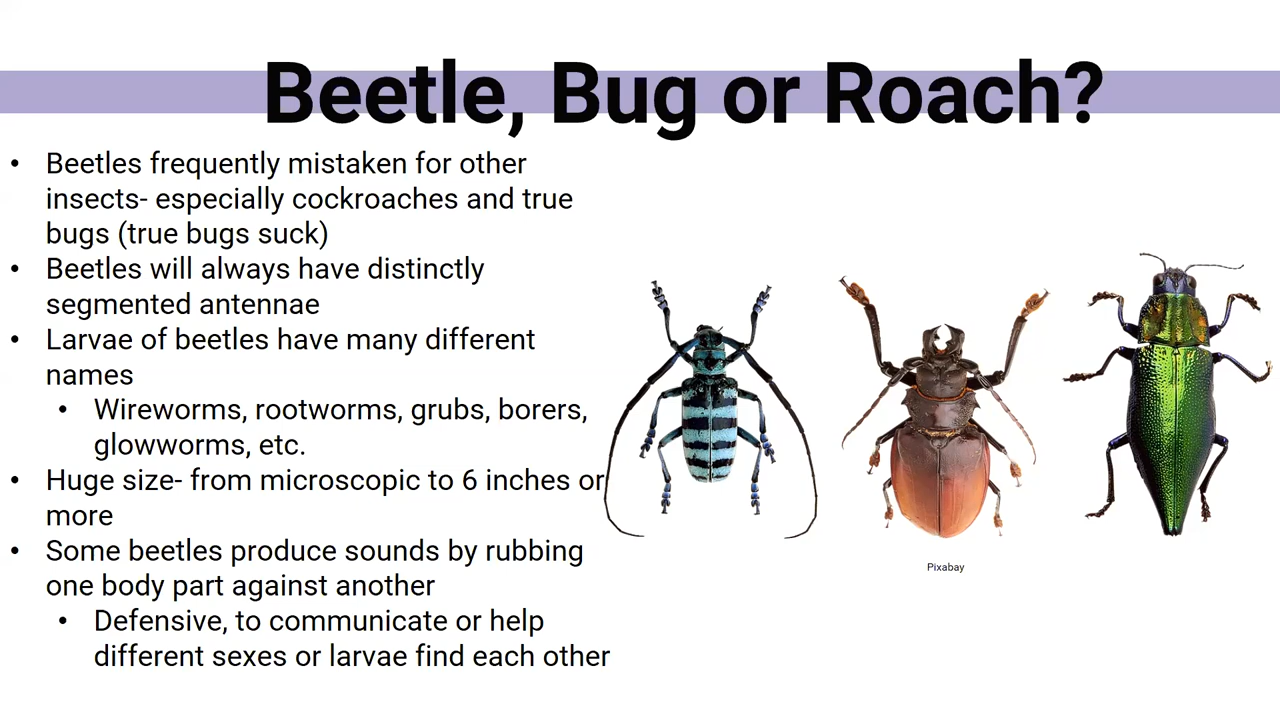 Beetle, Bug or Roach?
• Beetles frequently mistaken for other
insects- especially cockroaches and true
bugs (true bugs suck)
• Beetles will always have distinctly
segmented antennae
• Larvae of beetles have many different
names
• Wireworms, rootworms, grubs, borers,
glowworms, etc.
• Huge size- from microscopic to 6 inches or
more
• Some beetles produce sounds by rubbing
one body part against another
• Defensive, to communicate or help
different sexes or larvae find each other
Pixabay